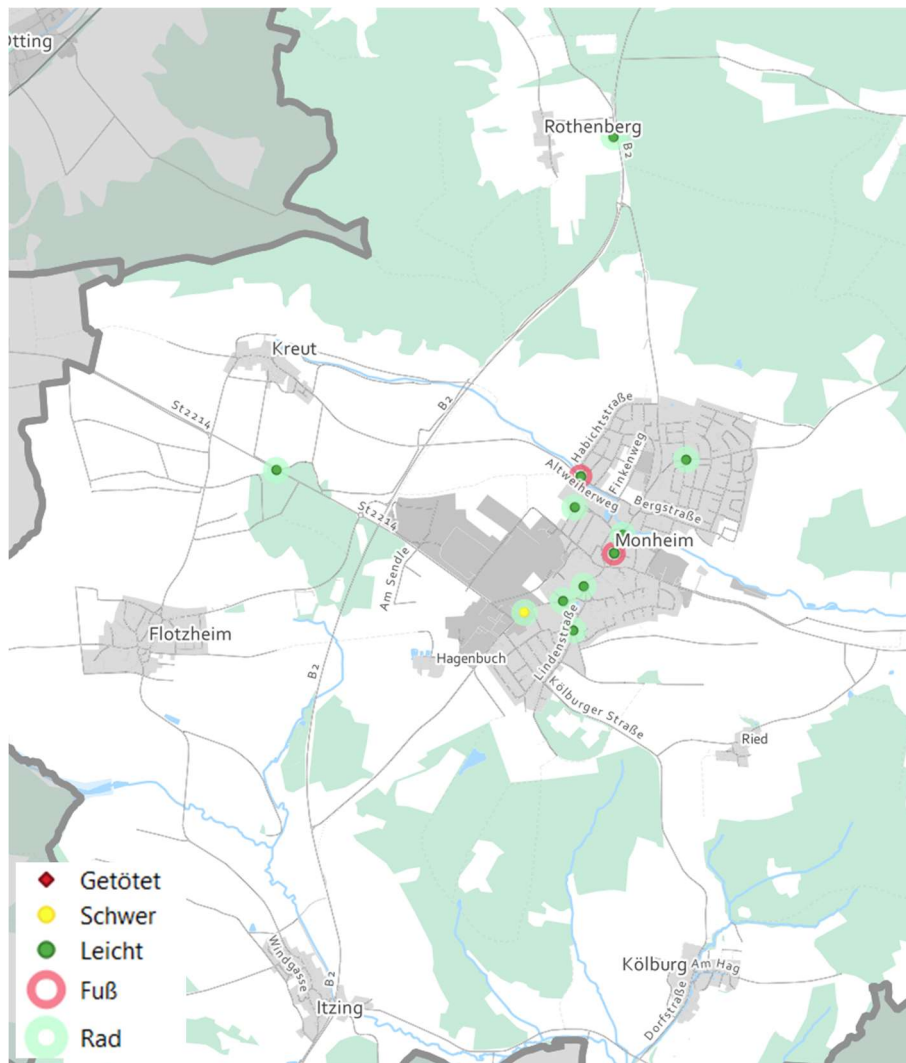 Otting
Rothenberg
B2
Kreut
B2
St2214
Habichtstraße
Finkenweg
Altweiherweg
Bergstraße
St2214
Monheim
Am Sendle
Flotzheim
Lindenstraße
Hagenbuch
B2
Kölburger Straße
Ried
Getötet
Schwer
Leicht
Fuß
Rad
Windgasse
B2
Itzing
Kölburg
Am Hag
Dorfstraße